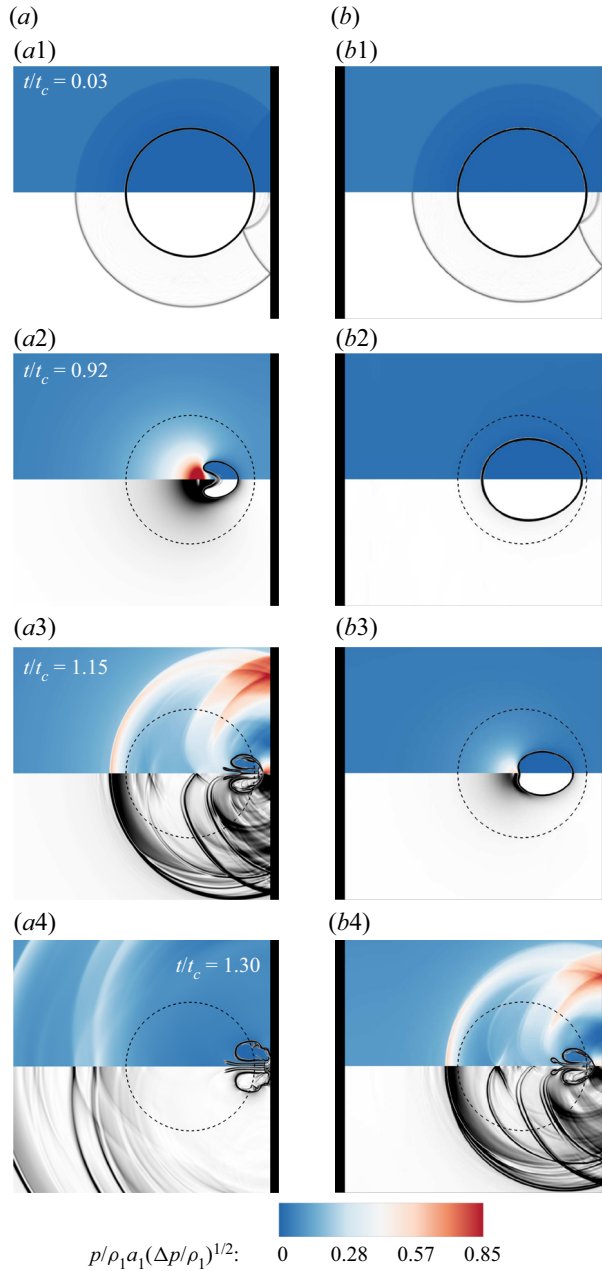 (a) (b)
(a1) (b1)
t/t_c = 0.03
(a2) (b2)
t/t_c = 0.92
(a3) (b3)
t/t_c = 1.15
(a4) (b4)
t/t_c = 1.30
p/ρ₁a₁(Δp/ρ₁)^{1/2}: 0 0.28 0.57 0.85